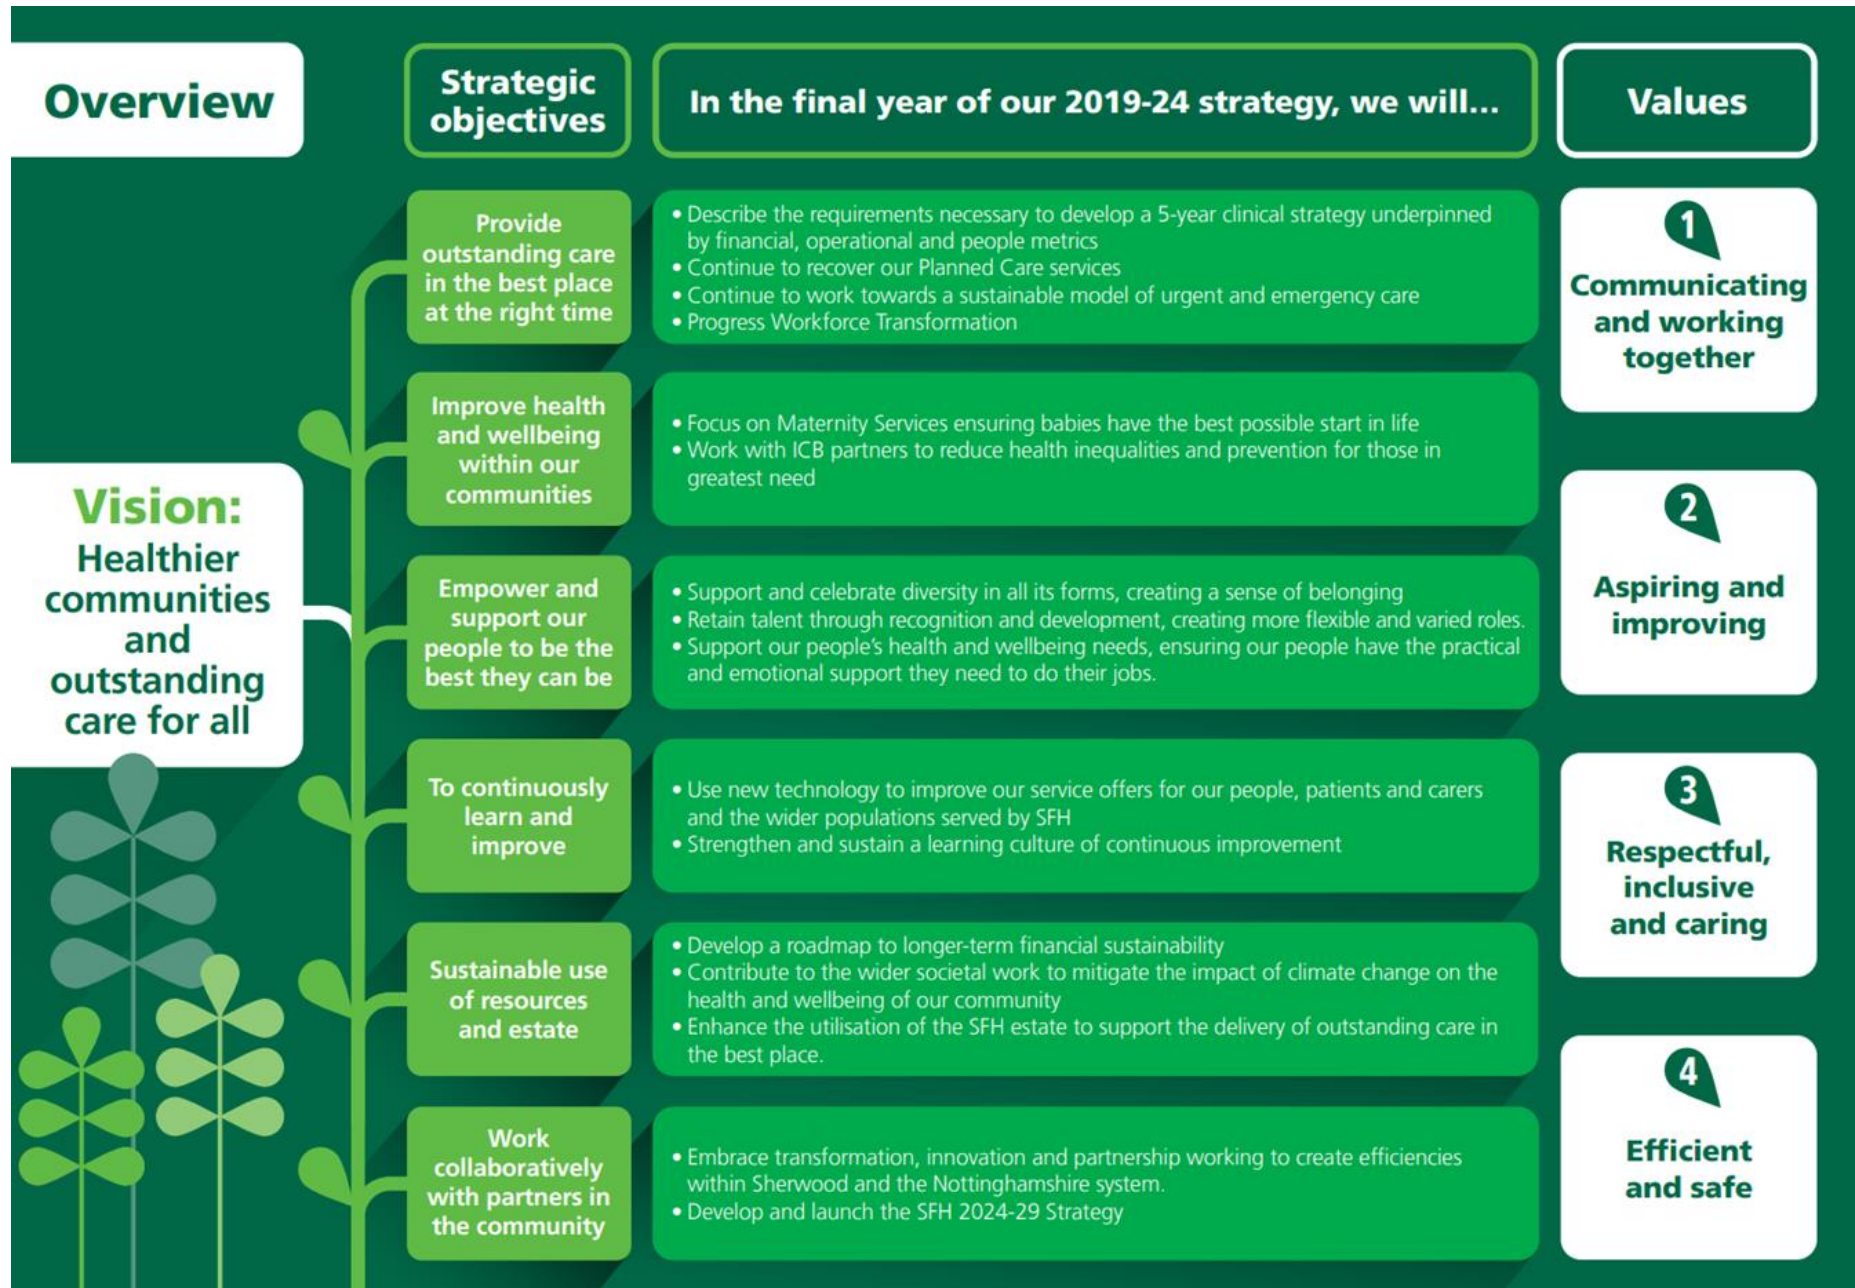 Overview
Strategic
objectives
In the final year of our 2019-24 strategy, we will...
Values
Vision:
Healthier
communities
and
outstanding
care for all
Provide
outstanding care
in the best place
at the right time
• Describe the requirements necessary to develop a 5-year clinical strategy underpinned
by financial, operational and people metrics
• Continue to recover our Planned Care services
• Continue to work towards a sustainable model of urgent and emergency care
• Progress Workforce Transformation
Improve health
and wellbeing
within our
communities
• Focus on Maternity Services ensuring babies have the best possible start in life
• Work with ICB partners to reduce health inequalities and prevention for those in
greatest need
Empower and
support our
people to be the
best they can be
• Support and celebrate diversity in all its forms, creating a sense of belonging
• Retain talent through recognition and development, creating more flexible and varied roles.
• Support our people's health and wellbeing needs, ensuring our people have the practical
and emotional support they need to do their jobs.
To continuously
learn and
improve
• Use new technology to improve our service offers for our people, patients and carers
and the wider populations served by SFH
• Strengthen and sustain a learning culture of continuous improvement
Sustainable use
of resources
and estate
• Develop a roadmap to longer-term financial sustainability
• Contribute to the wider societal work to mitigate the impact of climate change on the
health and wellbeing of our community
• Enhance the utilisation of the SFH estate to support the delivery of outstanding care in
the best place.
Work
collaboratively
with partners in
the community
• Embrace transformation, innovation and partnership working to create efficiencies
within Sherwood and the Nottinghamshire system.
• Develop and launch the SFH 2024-29 Strategy
1
Communicating
and working
together
2
Aspiring and
improving
3
Respectful,
inclusive
and caring
4
Efficient
and safe